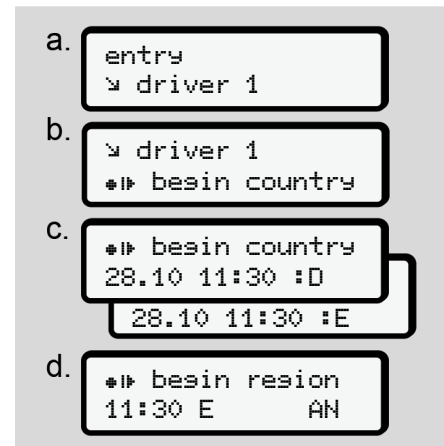 a.
entry
driver 1
b.
driver 1
begin country
c.
begin country
28.10 11:30 :D
28.10 11:30 :E
d.
begin region
11:30 E AN